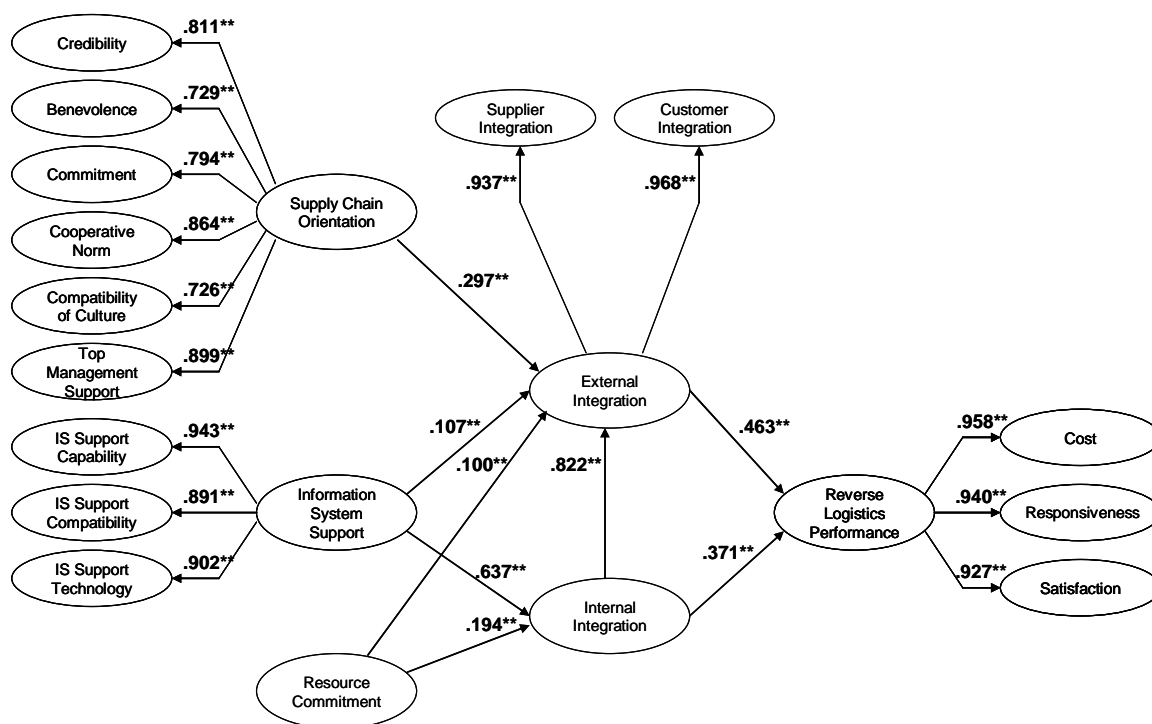 Credibility
.811**
Benevolence
.729**
Commitment
.794**
Cooperative
Norm
.864**
Compatibility
of Culture
.726**
Top
Management
Support
.899**
Supply Chain
Orientation
Supplier
Integration
Customer
Integration
.937**
.968**
.297**
External
Integration
IS Support
Capability
.943**
IS Support
Compatibility
.891**
IS Support
Technology
.902**
Information
System
Support
.107**
.100**
.822**
.463**
.637**
.194**
.371**
Internal
Integration
Resource
Commitment
Reverse
Logistics
Performance
.958**
Cost
.940**
Responsiveness
.927**
Satisfaction